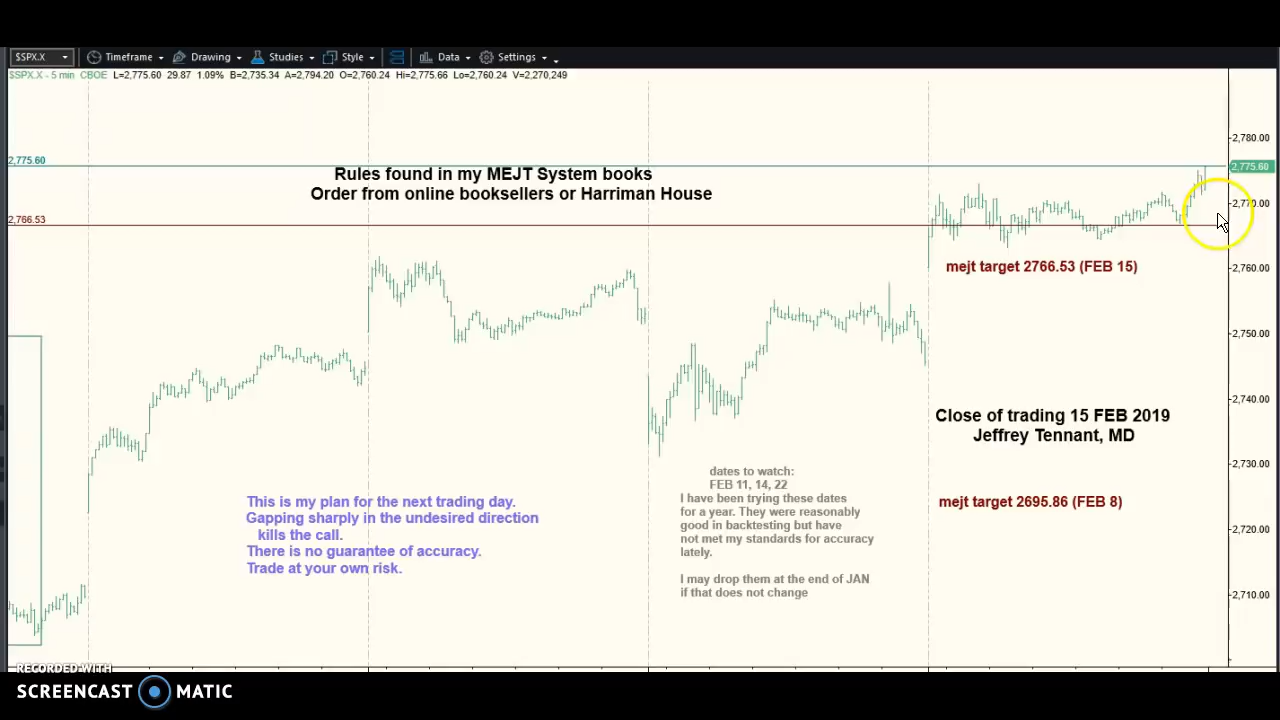 $SPX.X Timeframe Drawing Studies Style Data Settings
$SPX.X - 5 min CBOE L=2,775.60 29.87 1.09% B=2,735.34 A=2,794.20 O=2,760.24 Hi=2,775.66 Lo=2,760.24 V=2,270,249
2,780.00
2,775.60
2,775.60
Rules found in my MEJT System books
Order from online booksellers or Harriman House
2,770.00
2,766.53
mejt target 2766.53 (FEB 15)
2,760.00
2,750.00
2,740.00
Close of trading 15 FEB 2019
Jeffrey Tennant, MD
2,730.00
dates to watch:
FEB 11, 14, 22
I have been trying these dates
for a year. They were reasonably
good in backtesting but have
not met my standards for accuracy
lately.
I may drop them at the end of JAN
if that does not change
This is my plan for the next trading day.
Gapping sharply in the undesired direction
kills the call.
There is no guarantee of accuracy.
Trade at your own risk.
mejt target 2695.86 (FEB 8)
2,720.00
2,710.00
RECORDED WITH
SCREENCAST MATIC